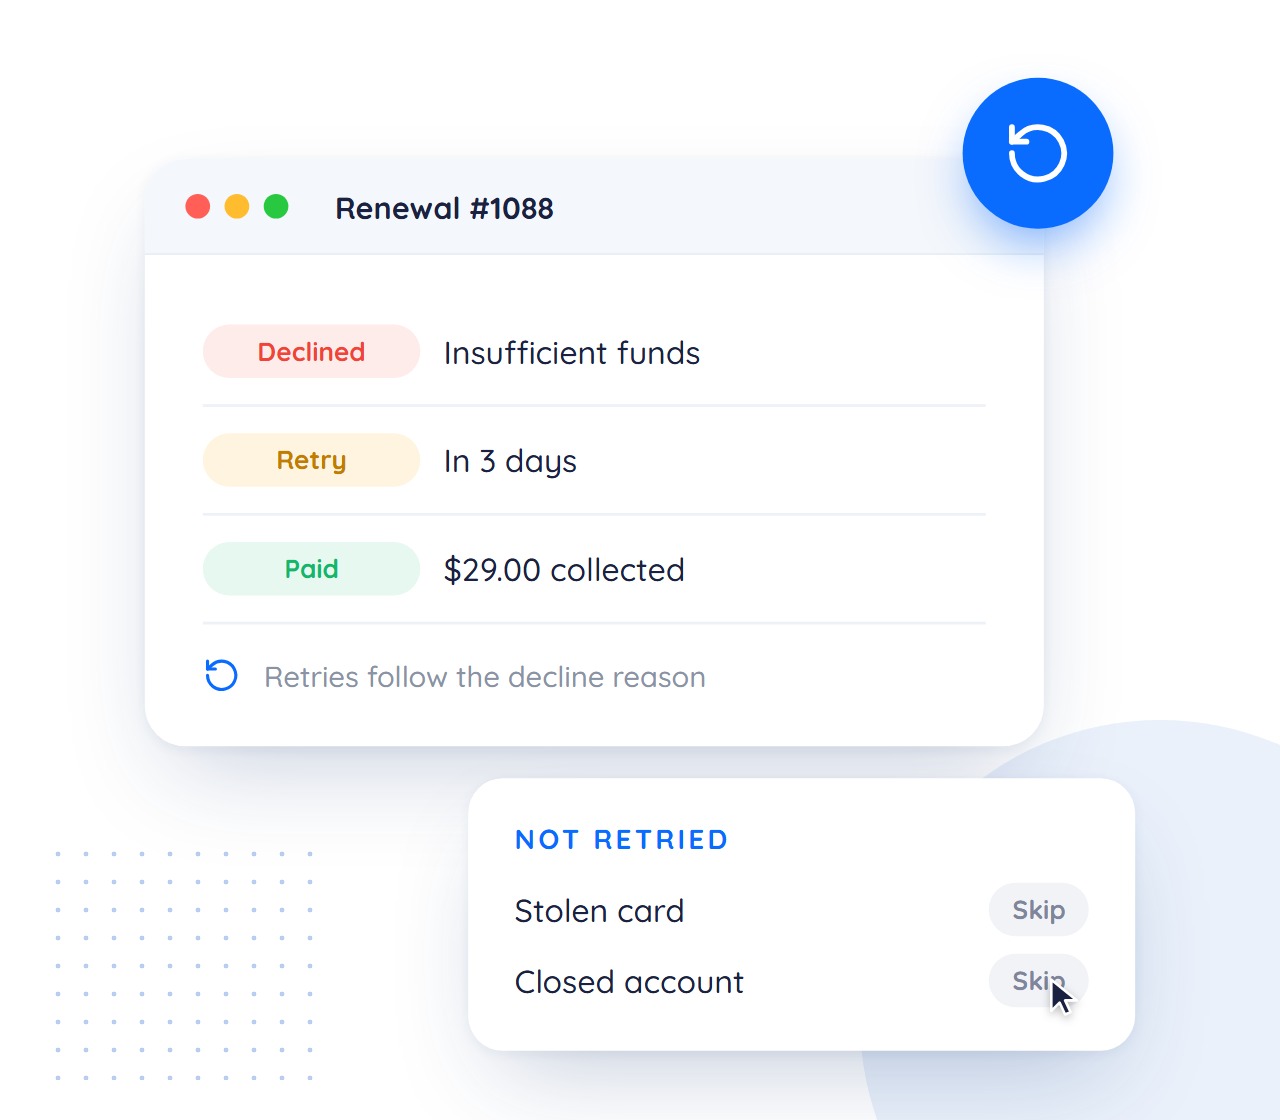 Renewal #1088
Declined Insufficient funds
Retry In 3 days
Paid $29.00 collected
Retries follow the decline reason
NOT RETRIED
Stolen card Skip
Closed account Skip